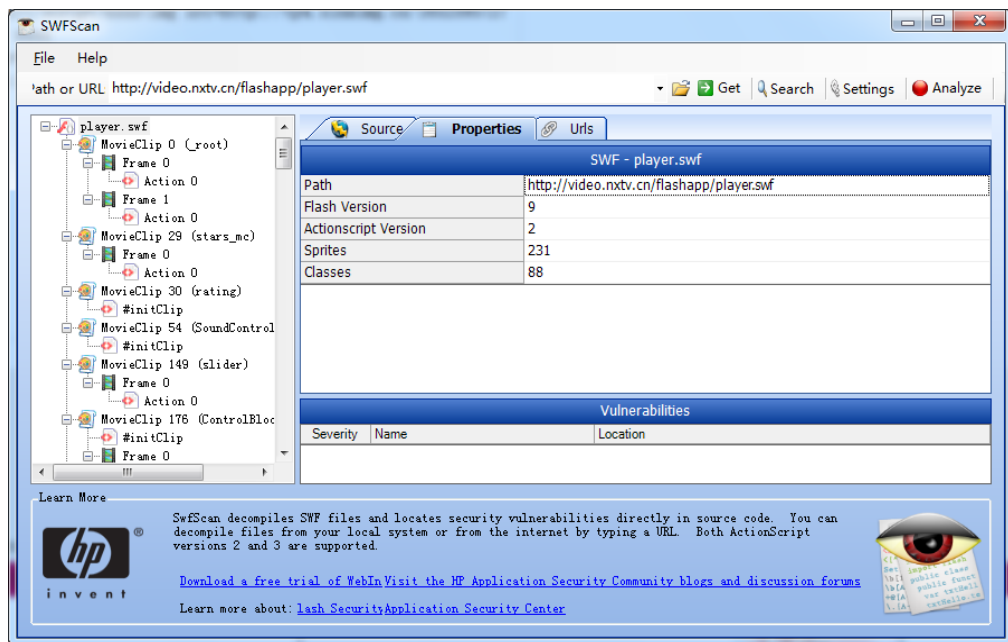 SWFScan
File Help
'ath or URL: http://video.nxtv.cn/flashapp/player.swf Get Search Settings Analyze
player.swf
MovieClip 0 (_root)
Frame 0
Action 0
Frame 1
Action 0
MovieClip 29 (stars_mc)
Frame 0
Action 0
MovieClip 30 (rating)
#initClip
MovieClip 54 (SoundControl
#initClip
MovieClip 149 (slider)
Frame 0
Action 0
MovieClip 176 (ControlBloc
#initClip
Frame 0
Source Properties Urls
SWF - player.swf
Path http://video.nxtv.cn/flashapp/player.swf
Flash Version 9
Actionscript Version 2
Sprites 231
Classes 88
Vulnerabilities
Severity Name Location
Learn More
hp
®
invent
SwfScan decompiles SWF files and locates security vulnerabilities directly in source code. You can
decompile files from your local system or from the internet by typing a URL. Both ActionScript
versions 2 and 3 are supported.
Download a free trial of WebIn Visit the HP Application Security Community blogs and discussion forums
Learn more about: lash Security Application Security Center
public class
public funct